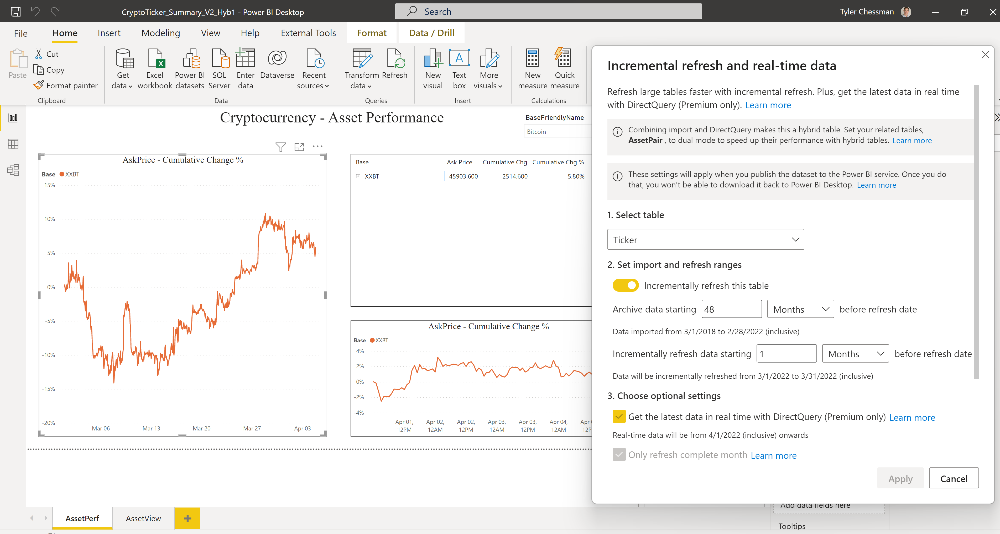 CryptoTicker_Summary_V2_Hyb1 - Power BI Desktop
Search
Tyler Chessman
File
Home
Insert
Modeling
View
Help
External Tools
Format
Data / Drill
Paste
Cut
Copy
Format painter
Clipboard
Get data
Excel workbook
Power BI datasets
SQL Server
Enter data
Dataverse
Recent sources
Data
Transform data
Refresh
Queries
New visual
Text box
More visuals
Insert
New measure
Quick measure
Calculations
Cryptocurrency - Asset Performance
BaseFriendlyName
Bitcoin
AskPrice - Cumulative Change %
Base XXBT
15%
10%
5%
0%
-5%
-10%
-15%
-20%
Mar 06 Mar 13 Mar 20 Mar 27 Apr 03
Base Ask Price Cumulative Chg Cumulative Chg %
XXBT 45903.600 2514.600 5.80%
AskPrice - Cumulative Change %
Base XXBT
4%
2%
0%
-2%
-4%
Apr 01, Apr 02, Apr 02, Apr 03, Apr 03, Apr 04, Apr
12PM 12AM 12PM 12AM 12PM 12AM 12P
Incremental refresh and real-time data
Refresh large tables faster with incremental refresh. Plus, get the latest data in real time
with DirectQuery (Premium only). Learn more
Combining import and DirectQuery makes this a hybrid table. Set your related tables,
AssetPair , to dual mode to speed up their performance with hybrid tables. Learn more
These settings will apply when you publish the dataset to the Power BI service. Once you do
that, you won't be able to download it back to Power BI Desktop. Learn more
1. Select table
Ticker
2. Set import and refresh ranges
Incrementally refresh this table
Archive data starting 48 Months before refresh date
Data imported from 3/1/2018 to 2/28/2022 (inclusive)
Incrementally refresh data starting 1 Months before refresh date
Data will be incrementally refreshed from 3/1/2022 to 3/31/2022 (inclusive)
3. Choose optional settings
Get the latest data in real time with DirectQuery (Premium only) Learn more
Real-time data will be from 4/1/2022 (inclusive) onwards
Only refresh complete month Learn more
Apply
Cancel
Add data fields here
Tooltips
AssetPerf
AssetView